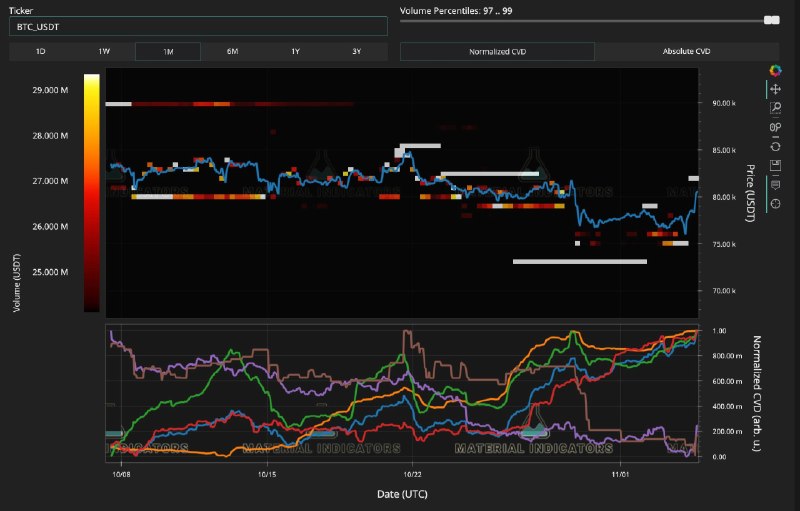 Ticker
Volume Percentiles: 97 .. 99
BTC_USDT
1D 1W 1M 6M 1Y 3Y
Normalized CVD Absolute CVD
29.000 M
28.000 M
27.000 M
26.000 M
25.000 M
Volume (USDT)
90.00 k
85.00 k
80.00 k
75.00 k
70.00 k
Price (USDT)
INDICATORS
MATERIAL INDICATORS
MATERIAL INDICATORS
MA
1.00
800.00 m
600.00 m
400.00 m
200.00 m
0.00
Normalized CVD (arb. u.)
INDICATORS
MATERIAL INDICATORS
MATERIAL INDICATORS
MA
10/08 10/15 10/22 11/01
Date (UTC)